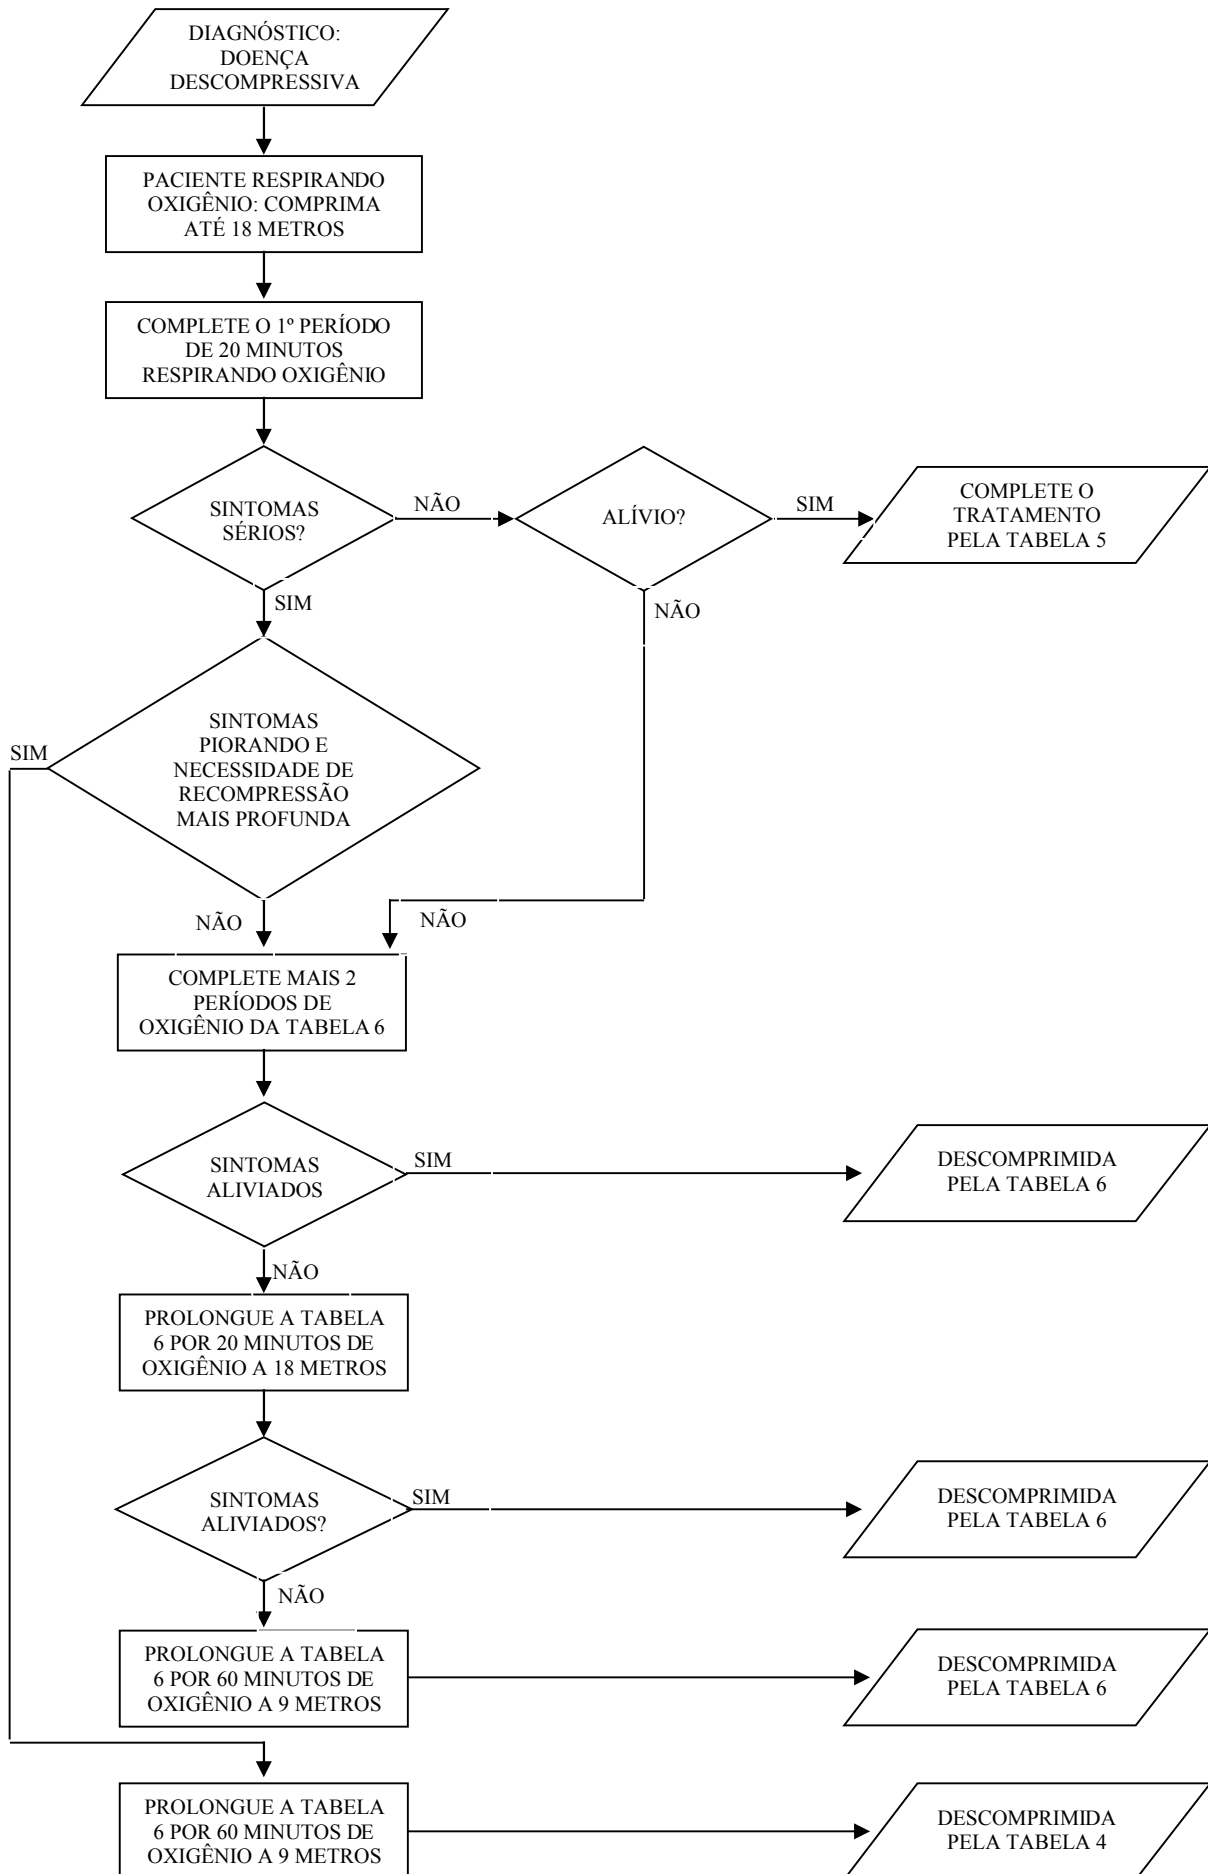 DIAGNÓSTICO:
DOENÇA
DESCOMPRESSIVA
PACIENTE RESPIRANDO
OXIGÊNIO: COMPRIMA
ATÉ 18 METROS
COMPLETE O 1º PERÍODO
DE 20 MINUTOS
RESPIRANDO OXIGÊNIO
SINTOMAS
SÉRIOS?
NÃO
ALÍVIO?
SIM
COMPLETE O
TRATAMENTO
PELA TABELA 5
SIM
NÃO
SINTOMAS
PIORANDO E
NECESSIDADE DE
RECOMPRESSÃO
MAIS PROFUNDA
SIM
NÃO
NÃO
COMPLETE MAIS 2
PERÍODOS DE
OXIGÊNIO DA TABELA 6
SINTOMAS
ALIVIADOS
SIM
DESCOMPRIMIDA
PELA TABELA 6
NÃO
PROLONGUE A TABELA
6 POR 20 MINUTOS DE
OXIGÊNIO A 18 METROS
SINTOMAS
ALIVIADOS?
SIM
DESCOMPRIMIDA
PELA TABELA 6
NÃO
PROLONGUE A TABELA
6 POR 60 MINUTOS DE
OXIGÊNIO A 9 METROS
DESCOMPRIMIDA
PELA TABELA 6
PROLONGUE A TABELA
6 POR 60 MINUTOS DE
OXIGÊNIO A 9 METROS
DESCOMPRIMIDA
PELA TABELA 4